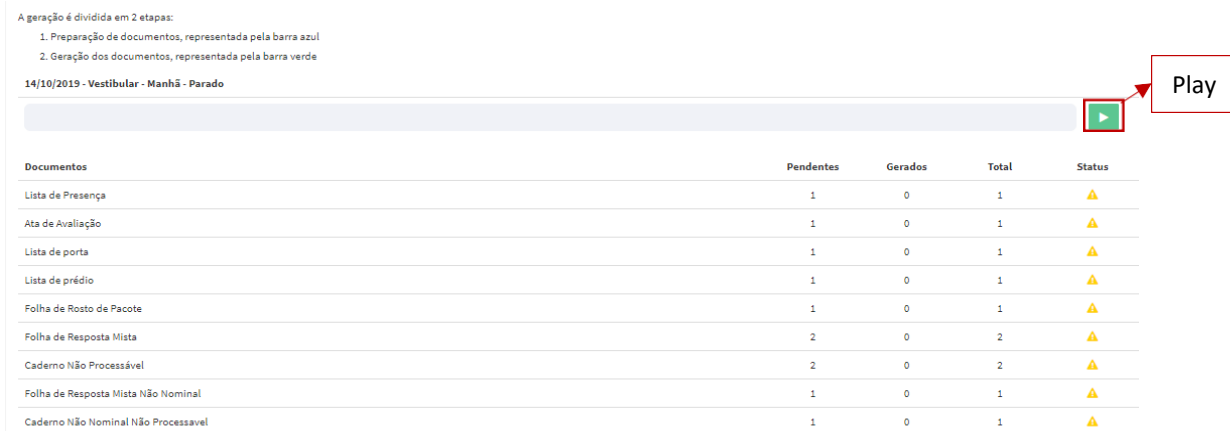 A geração é dividida em 2 etapas:
1. Preparação de documentos, representada pela barra azul
2. Geração dos documentos, representada pela barra verde
14/10/2019 - Vestibular - Manhã - Parado
Play
Documentos Pendentes Gerados Total Status
Lista de Presença 1 0 1
Ata de Avaliação 1 0 1
Lista de porta 1 0 1
Lista de prédio 1 0 1
Folha de Rosto de Pacote 1 0 1
Folha de Resposta Mista 2 0 2
Caderno Não Processável 2 0 2
Folha de Resposta Mista Não Nominal 1 0 1
Caderno Não Nominal Não Processavel 1 0 1